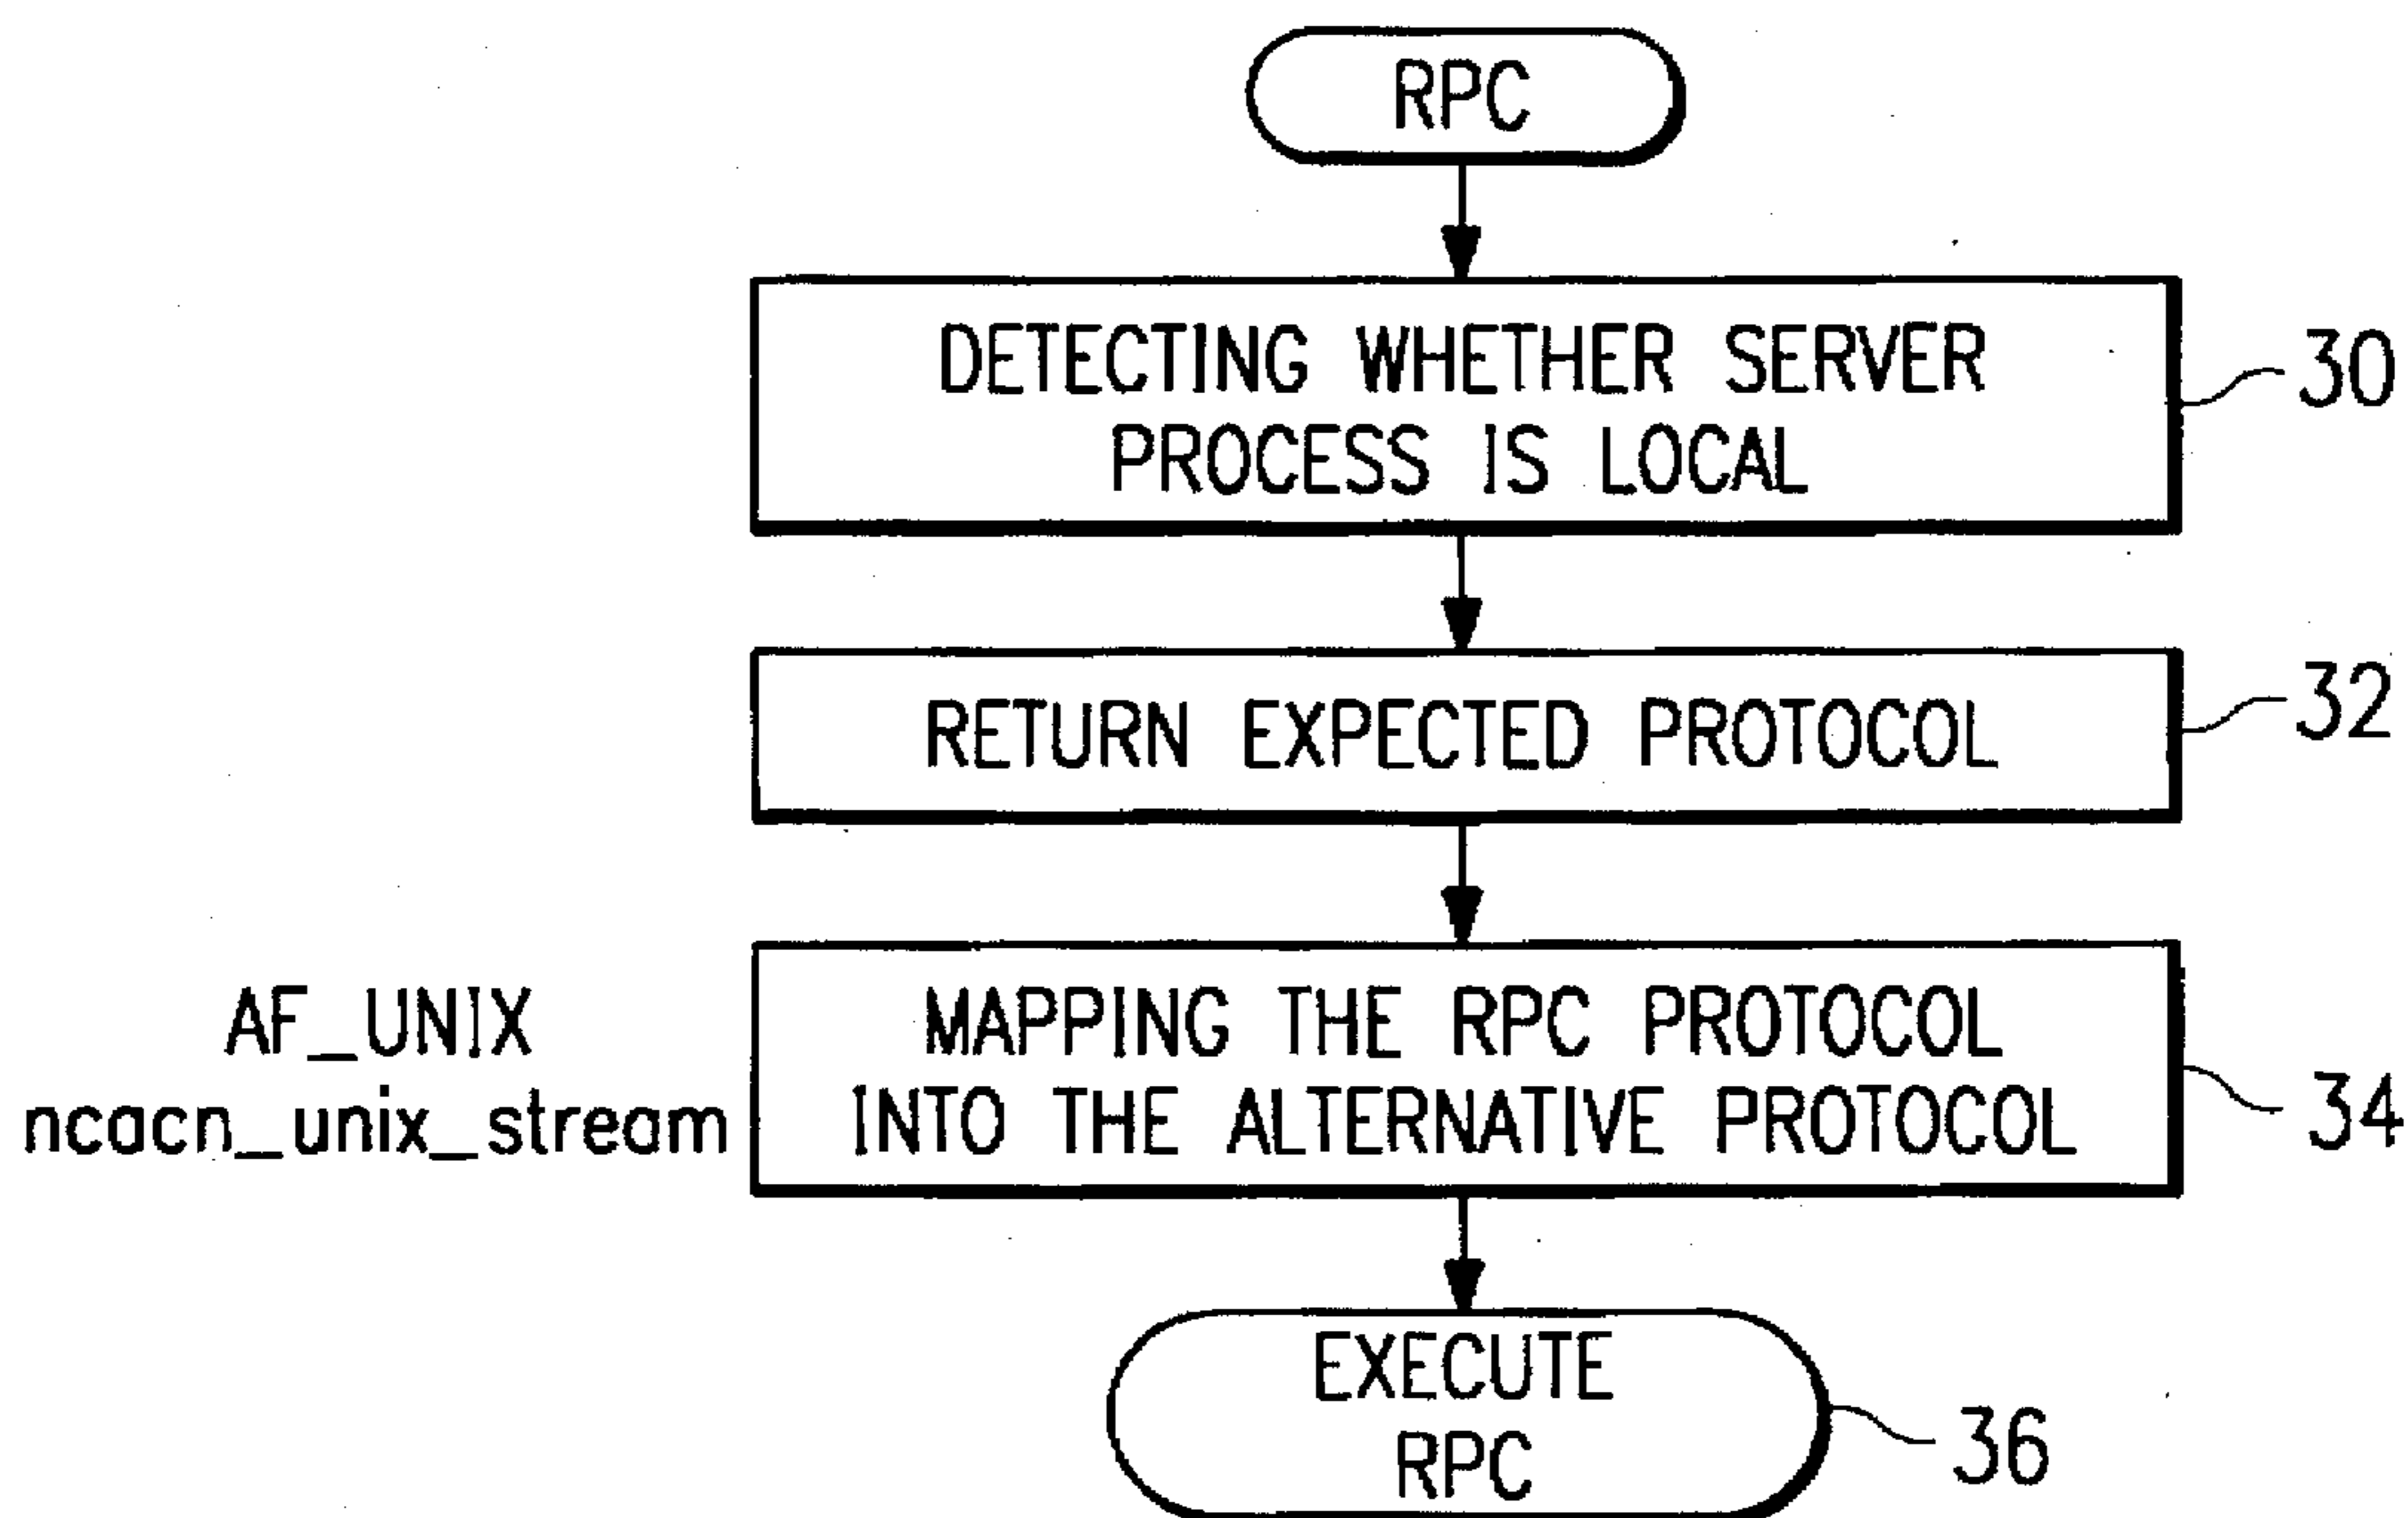 RPC
DETECTING WHETHER SERVER
PROCESS IS LOCAL
30
RETURN EXPECTED PROTOCOL
32
AF_UNIX
ncacn_unix_stream
MAPPING THE RPC PROTOCOL
INTO THE ALTERNATIVE PROTOCOL
34
EXECUTE
RPC
36